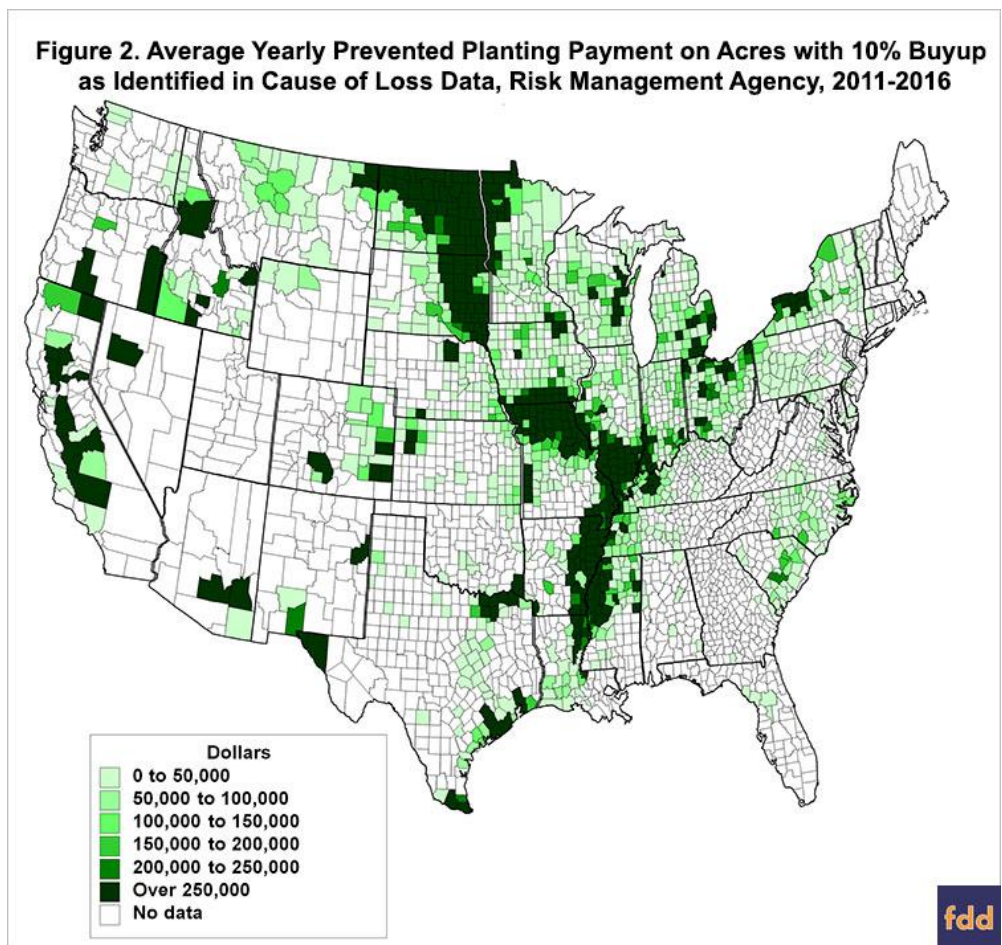 Figure 2. Average Yearly Prevented Planting Payment on Acres with 10% Buyup
as Identified in Cause of Loss Data, Risk Management Agency, 2011-2016
Dollars
0 to 50,000
50,000 to 100,000
100,000 to 150,000
150,000 to 200,000
200,000 to 250,000
Over 250,000
No data
fdd